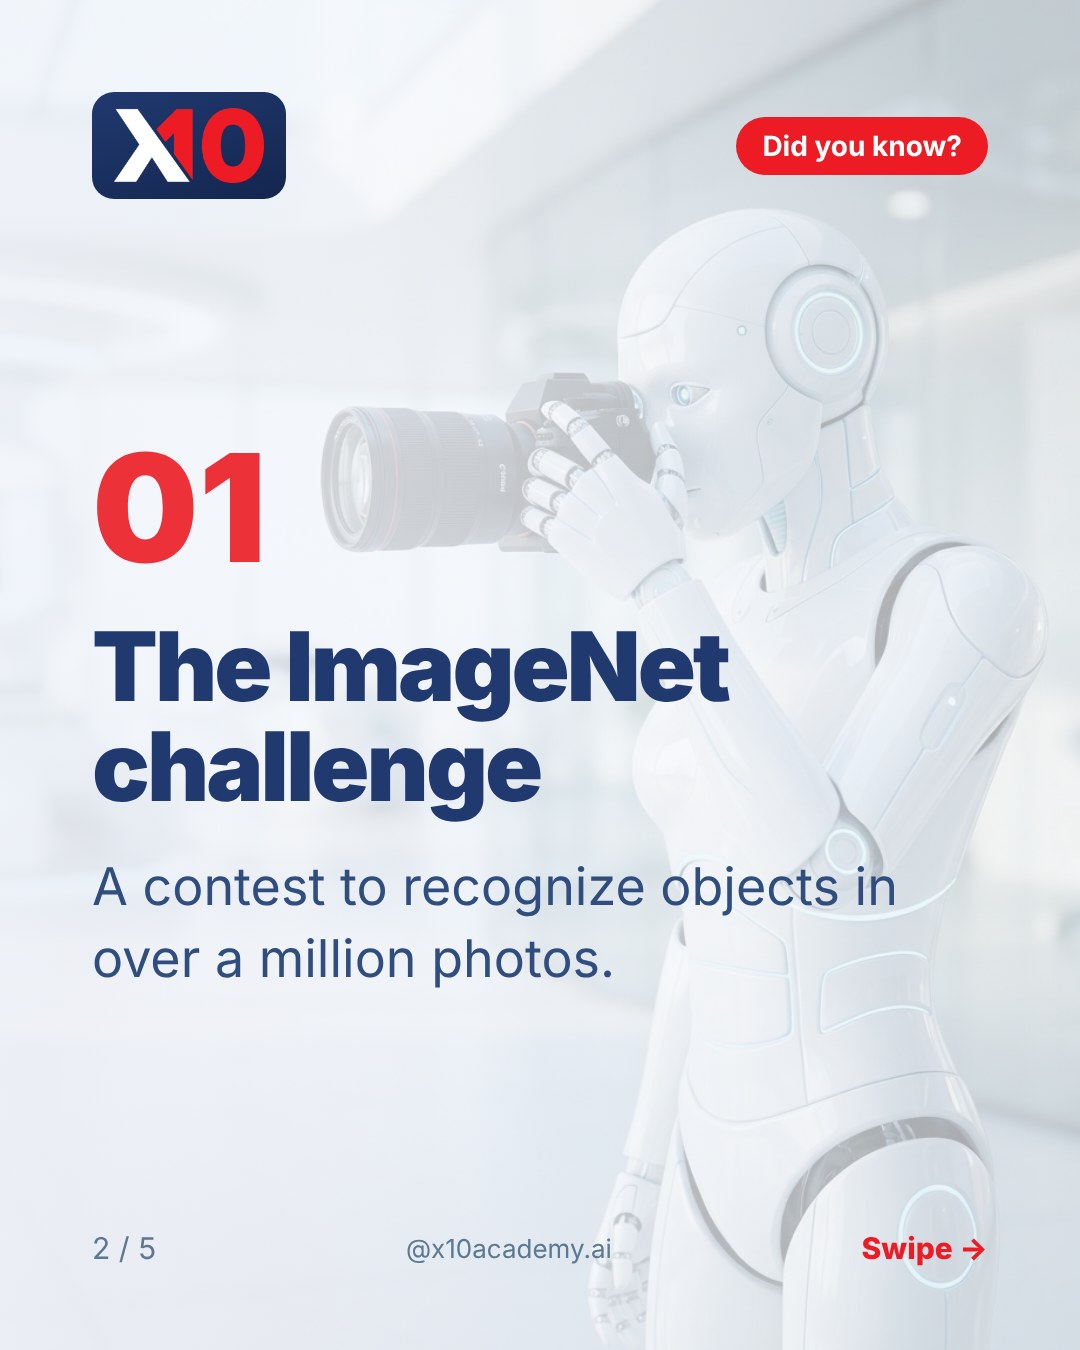 X10
Did you know?
01
The ImageNet
challenge
A contest to recognize objects in
over a million photos.
2 / 5
@x10academy.ai
Swipe →